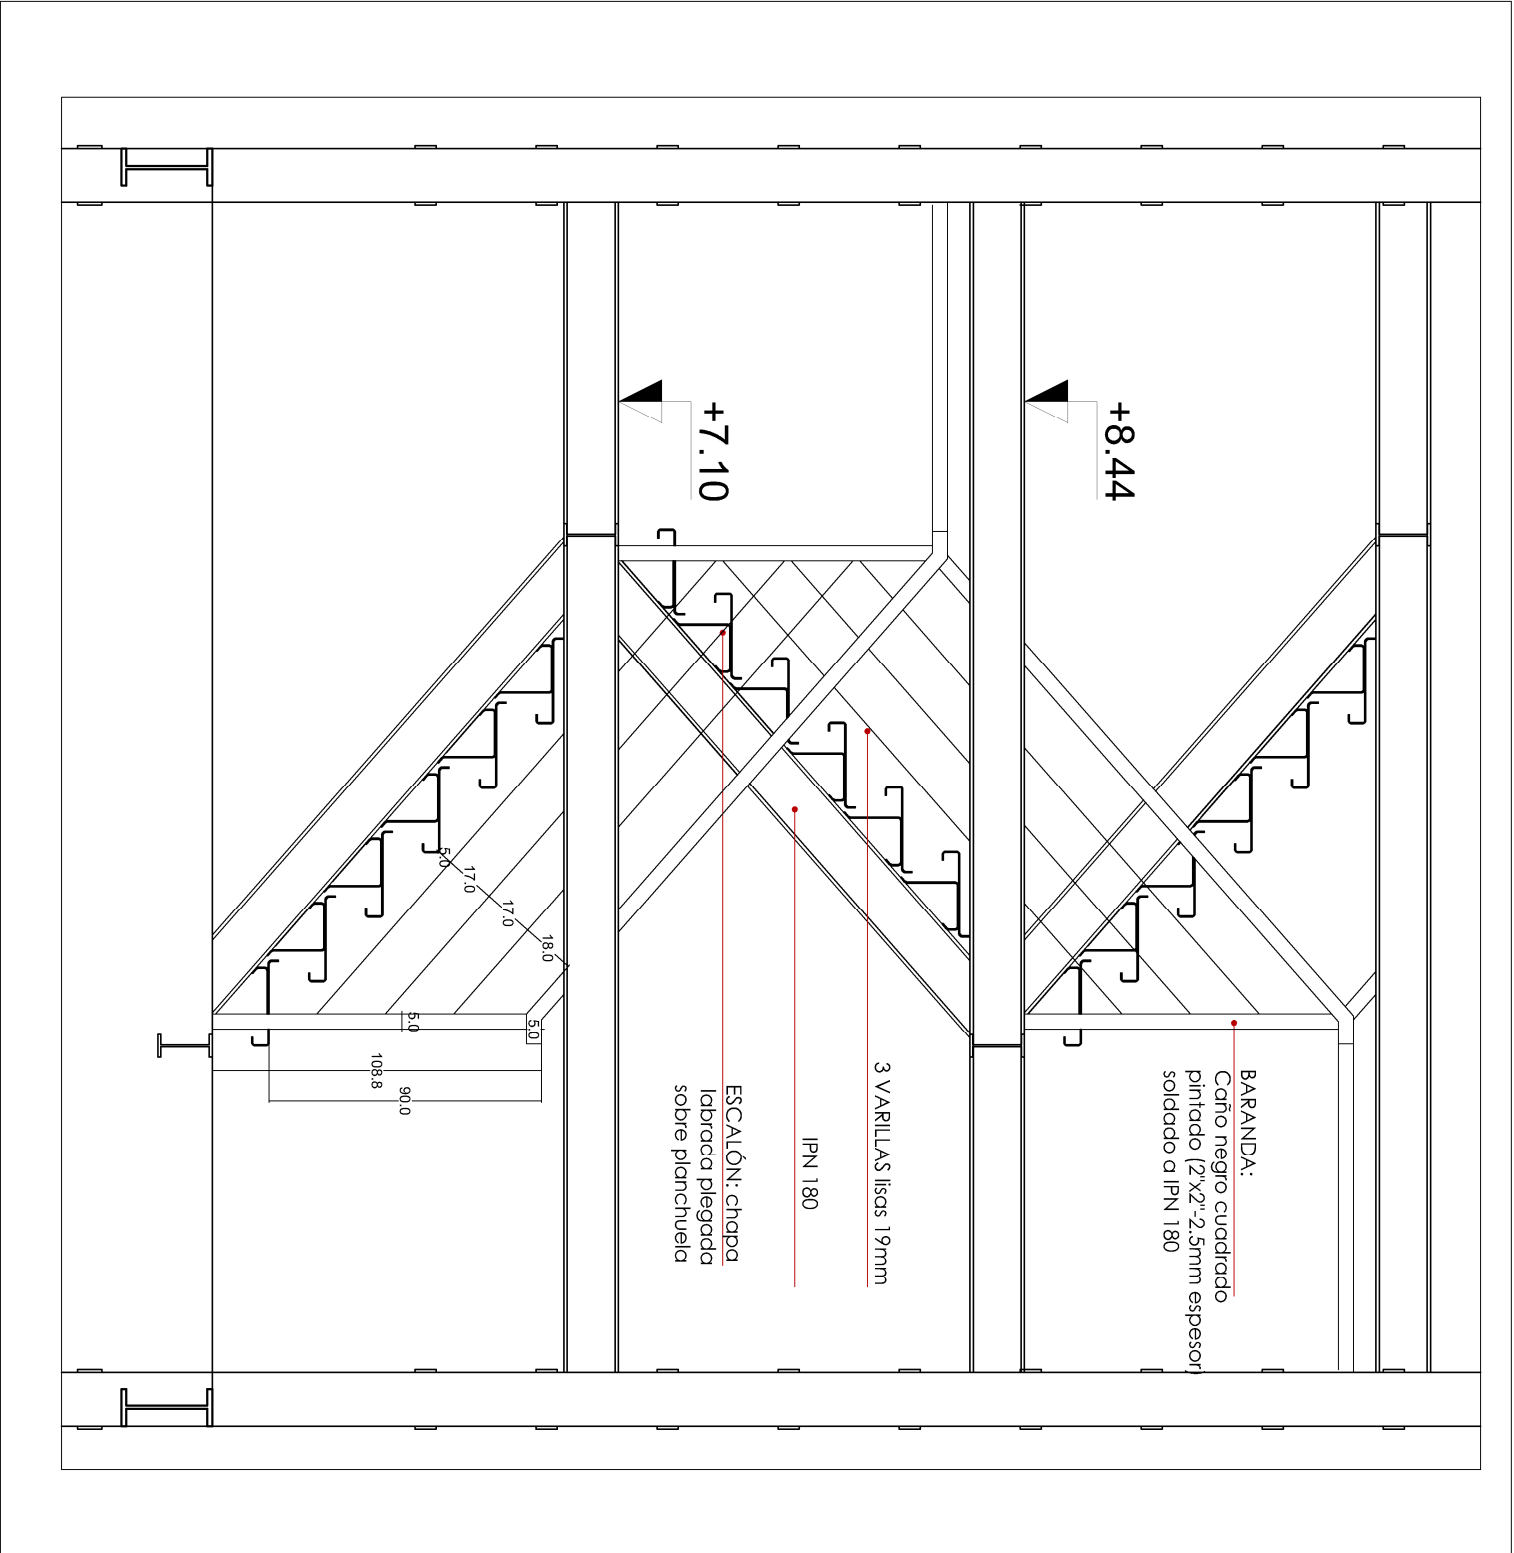 +8.44
+7.10
BARANDA:
Caño negro cuadrado
pintado (2"x2"-2.5mm espesor)
soldado a IPN 180
3 VARILLAS lisas 19mm
IPN 180
ESCALÓN: chapa
labrada plegada
sobre planchuela
5.0
17.0
17.0
18.0
5.0
5.0
108.8
90.0